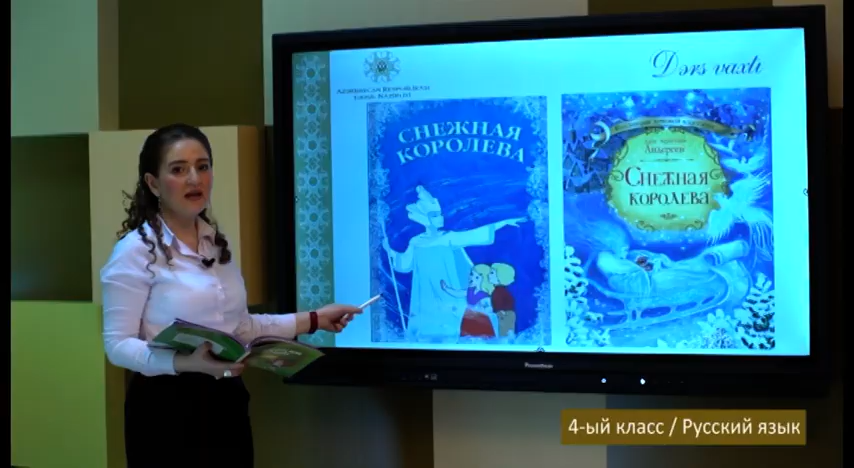 Dərs vaxtı
СНЕЖНАЯ
КОРОЛЕВА
Андерсен
СНЕЖНАЯ
КОРОЛЕВА
4-ый класс / Русский язык